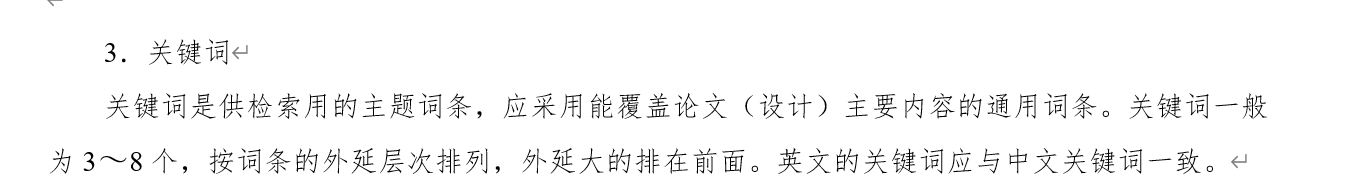 3．关键词↵
关键词是供检索用的主题词条，应采用能覆盖论文（设计）主要内容的通用词条。关键词一般
为 3～8 个，按词条的外延层次排列，外延大的排在前面。英文的关键词应与中文关键词一致。↵